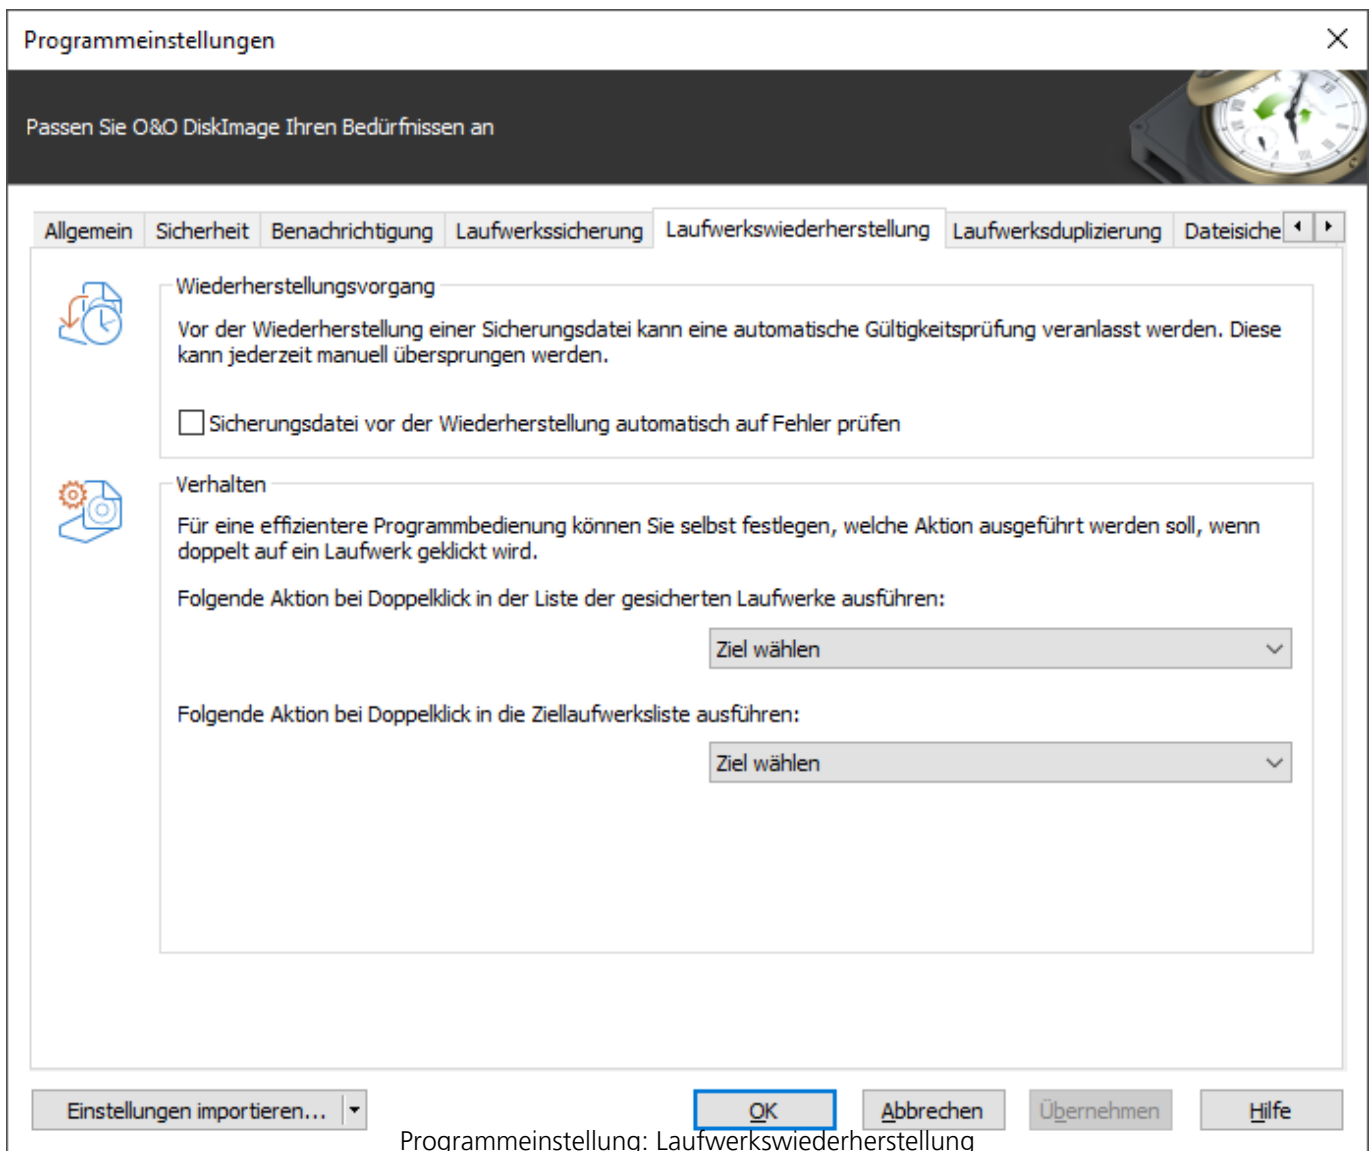 Programmeinstellungen
Passen Sie O&O DiskImage Ihren Bedürfnissen an
Allgemein Sicherheit Benachrichtigung Laufwerkssicherung Laufwerkswiederherstellung Laufwerksduplizierung Dateisiche
Wiederherstellungsvorgang
Vor der Wiederherstellung einer Sicherungsdatei kann eine automatische Gültigkeitsprüfung veranlasst werden. Diese
kann jederzeit manuell übersprungen werden.
Sicherungsdatei vor der Wiederherstellung automatisch auf Fehler prüfen
Verhalten
Für eine effizientere Programmbedienung können Sie selbst festlegen, welche Aktion ausgeführt werden soll, wenn
doppelt auf ein Laufwerk geklickt wird.
Folgende Aktion bei Doppelklick in der Liste der gesicherten Laufwerke ausführen:
Ziel wählen
Folgende Aktion bei Doppelklick in die Ziellaufwerksliste ausführen:
Ziel wählen
Einstellungen importieren... OK Abbrechen Übernehmen Hilfe
Programmeinstellung: Laufwerkswiederherstellung